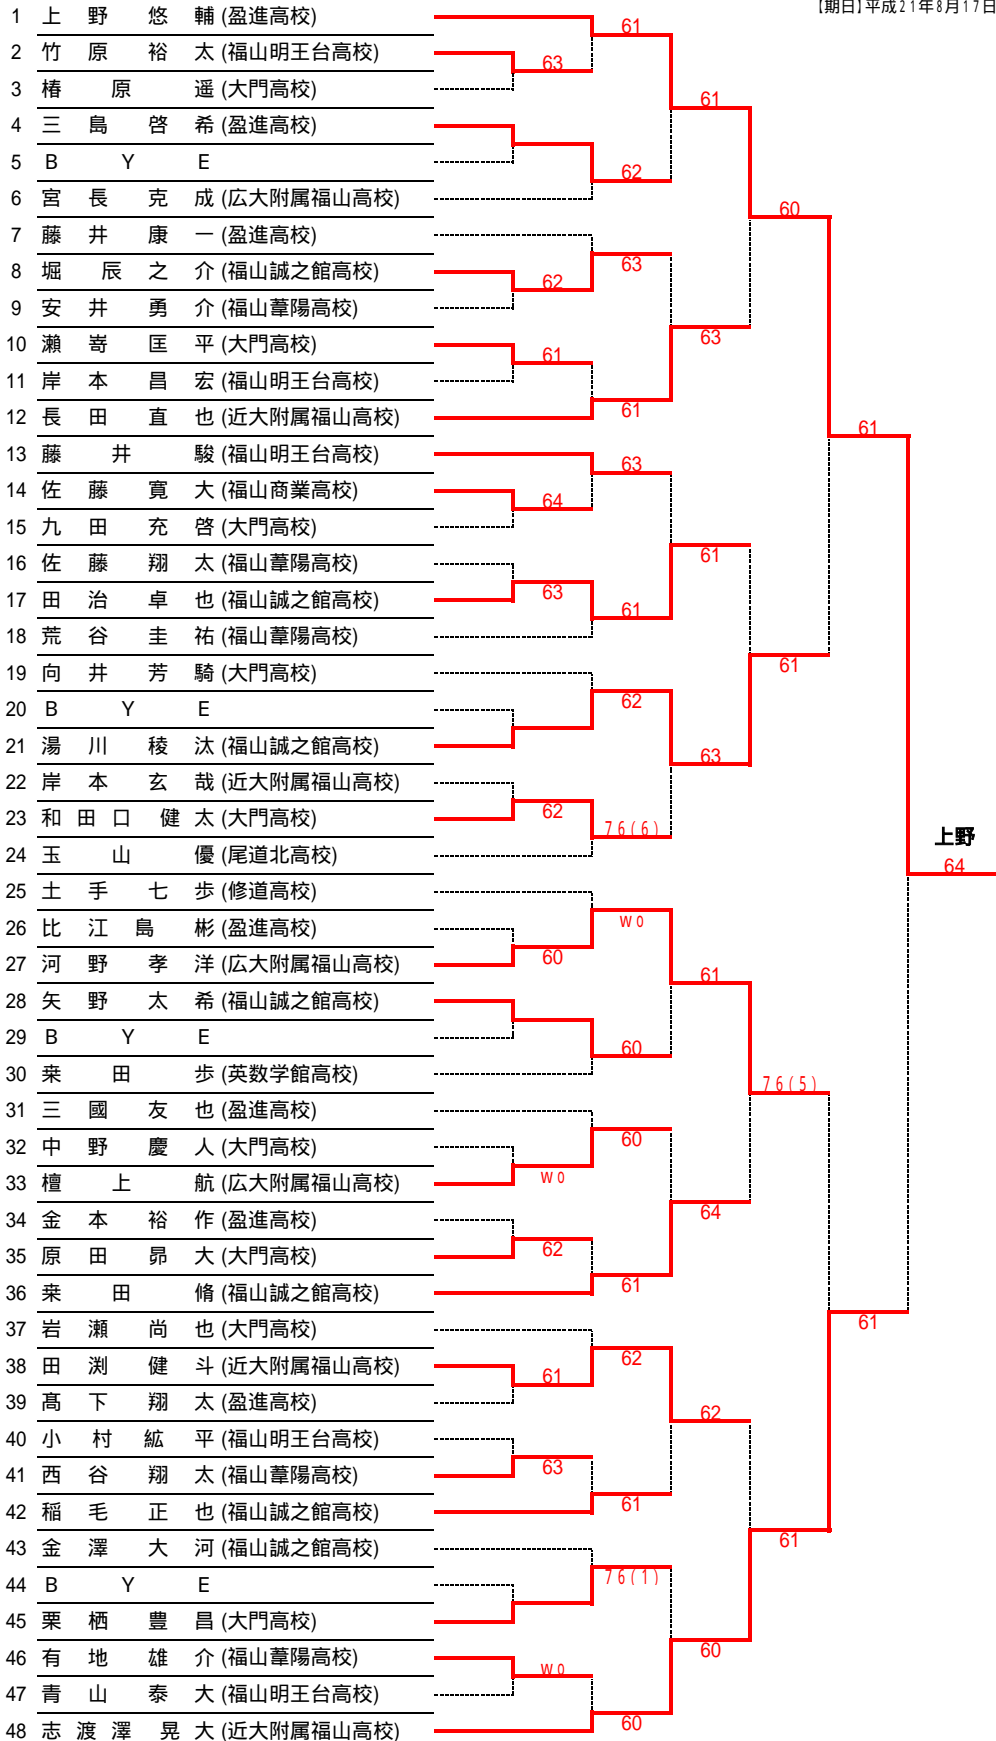 【期日】平成21年8月17日
1 上野 悠輔 (盈進高校)
2 竹原 裕太 (福山明王台高校)
3 椿原 遥 (大門高校)
4 三島 啓希 (盈進高校)
5 BYE
6 宮長 克成 (広大附属福山高校)
7 藤井 康一 (盈進高校)
8 堀 辰之介 (福山誠之館高校)
9 安井 勇介 (福山葦陽高校)
10 瀬嵜 匡平 (大門高校)
11 岸本 昌宏 (福山明王台高校)
12 長田 直也 (近大附属福山高校)
13 藤井 駿 (福山明王台高校)
14 佐藤 寛大 (福山商業高校)
15 九田 充啓 (大門高校)
16 佐藤 翔太 (福山葦陽高校)
17 田治 卓也 (福山誠之館高校)
18 荒谷 圭祐 (福山葦陽高校)
19 向井 芳騎 (大門高校)
20 BYE
21 湯川 稜汰 (福山誠之館高校)
22 岸本 玄哉 (近大附属福山高校)
23 和田口 健太 (大門高校)
24 玉山 優 (尾道北高校)
25 土手 七歩 (修道高校)
26 比江島 彬 (盈進高校)
27 河野 孝洋 (広大附属福山高校)
28 矢野 太希 (福山誠之館高校)
29 BYE
30 桒田 歩 (英数学館高校)
31 三國 友也 (盈進高校)
32 中野 慶人 (大門高校)
33 檀上 航 (広大附属福山高校)
34 金本 裕作 (盈進高校)
35 原田 昴大 (大門高校)
36 桒田 脩 (福山誠之館高校)
37 岩瀬 尚也 (大門高校)
38 田渕 健斗 (近大附属福山高校)
39 髙下 翔太 (盈進高校)
40 小村 紘平 (福山明王台高校)
41 西谷 翔太 (福山葦陽高校)
42 稲毛 正也 (福山誠之館高校)
43 金澤 大河 (福山誠之館高校)
44 BYE
45 栗栖 豊昌 (大門高校)
46 有地 雄介 (福山葦陽高校)
47 青山 泰大 (福山明王台高校)
48 志渡澤 晃大 (近大附属福山高校)
63
62
61
64
63
62
60
W0
62
61
63
W0
61
62
63
61
63
61
62
76(6)
W0
60
60
61
62
61
76(1)
60
61
63
61
63
61
64
62
60
60
61
76(5)
61
61
61
上野
64